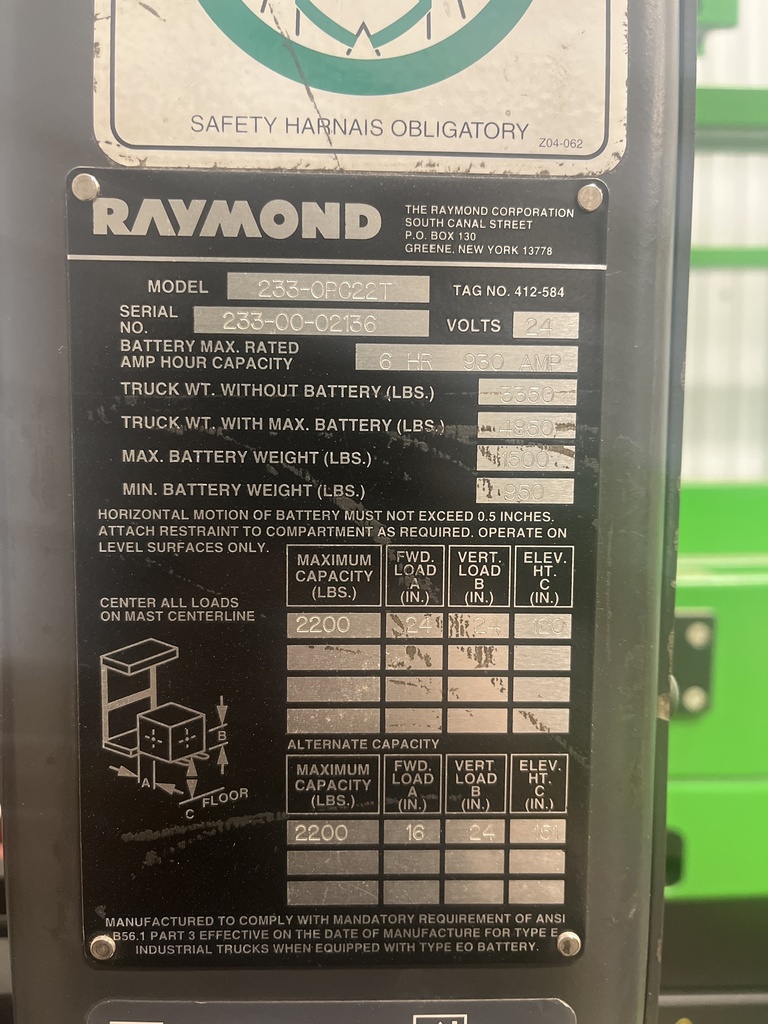 SAFETY HARNAIS OBLIGATORY
Z04-062
RAYMOND
THE RAYMOND CORPORATION
SOUTH CANAL STREET
P.O. BOX 130
GREENE, NEW YORK 13778
MODEL 233-OPC22T TAG NO. 412-584
SERIAL NO. 233-00-02136 VOLTS 24
BATTERY MAX. RATED
AMP HOUR CAPACITY 6 HR 930 AMP
TRUCK WT. WITHOUT BATTERY (LBS.) 3350
TRUCK WT. WITH MAX. BATTERY (LBS.) 4950
MAX. BATTERY WEIGHT (LBS.) 1500
MIN. BATTERY WEIGHT (LBS.) 950
HORIZONTAL MOTION OF BATTERY MUST NOT EXCEED 0.5 INCHES.
ATTACH RESTRAINT TO COMPARTMENT AS REQUIRED. OPERATE ON
LEVEL SURFACES ONLY.
CENTER ALL LOADS
ON MAST CENTERLINE
MAXIMUM CAPACITY (LBS.) FWD. LOAD A (IN.) VERT. LOAD B (IN.) ELEV. HT. C (IN.)
2200 24 24
A
B
C FLOOR
ALTERNATE CAPACITY
MAXIMUM CAPACITY (LBS.) FWD. LOAD A (IN.) VERT. LOAD B (IN.) ELEV. HT. C (IN.)
2200 16 24
MANUFACTURED TO COMPLY WITH MANDATORY REQUIREMENT OF ANSI
B56.1 PART 3 EFFECTIVE ON THE DATE OF MANUFACTURE FOR TYPE E
INDUSTRIAL TRUCKS WHEN EQUIPPED WITH TYPE EO BATTERY.